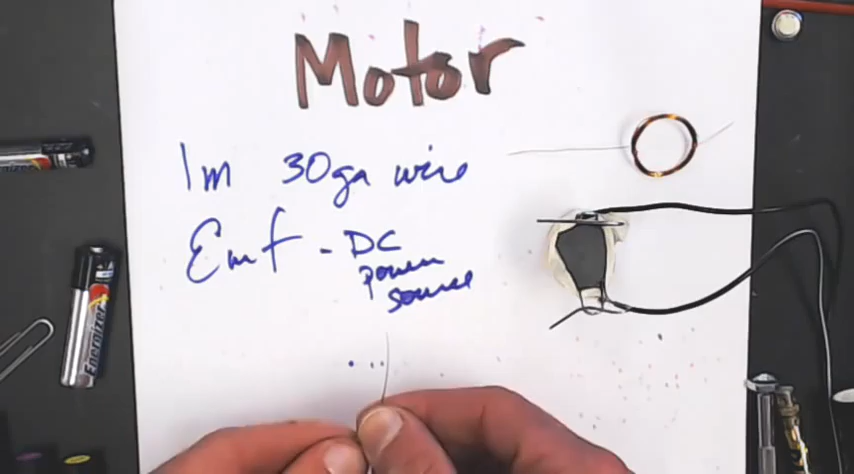 Motor
1m 30ga wire
Emf - DC
power
source
Energizer